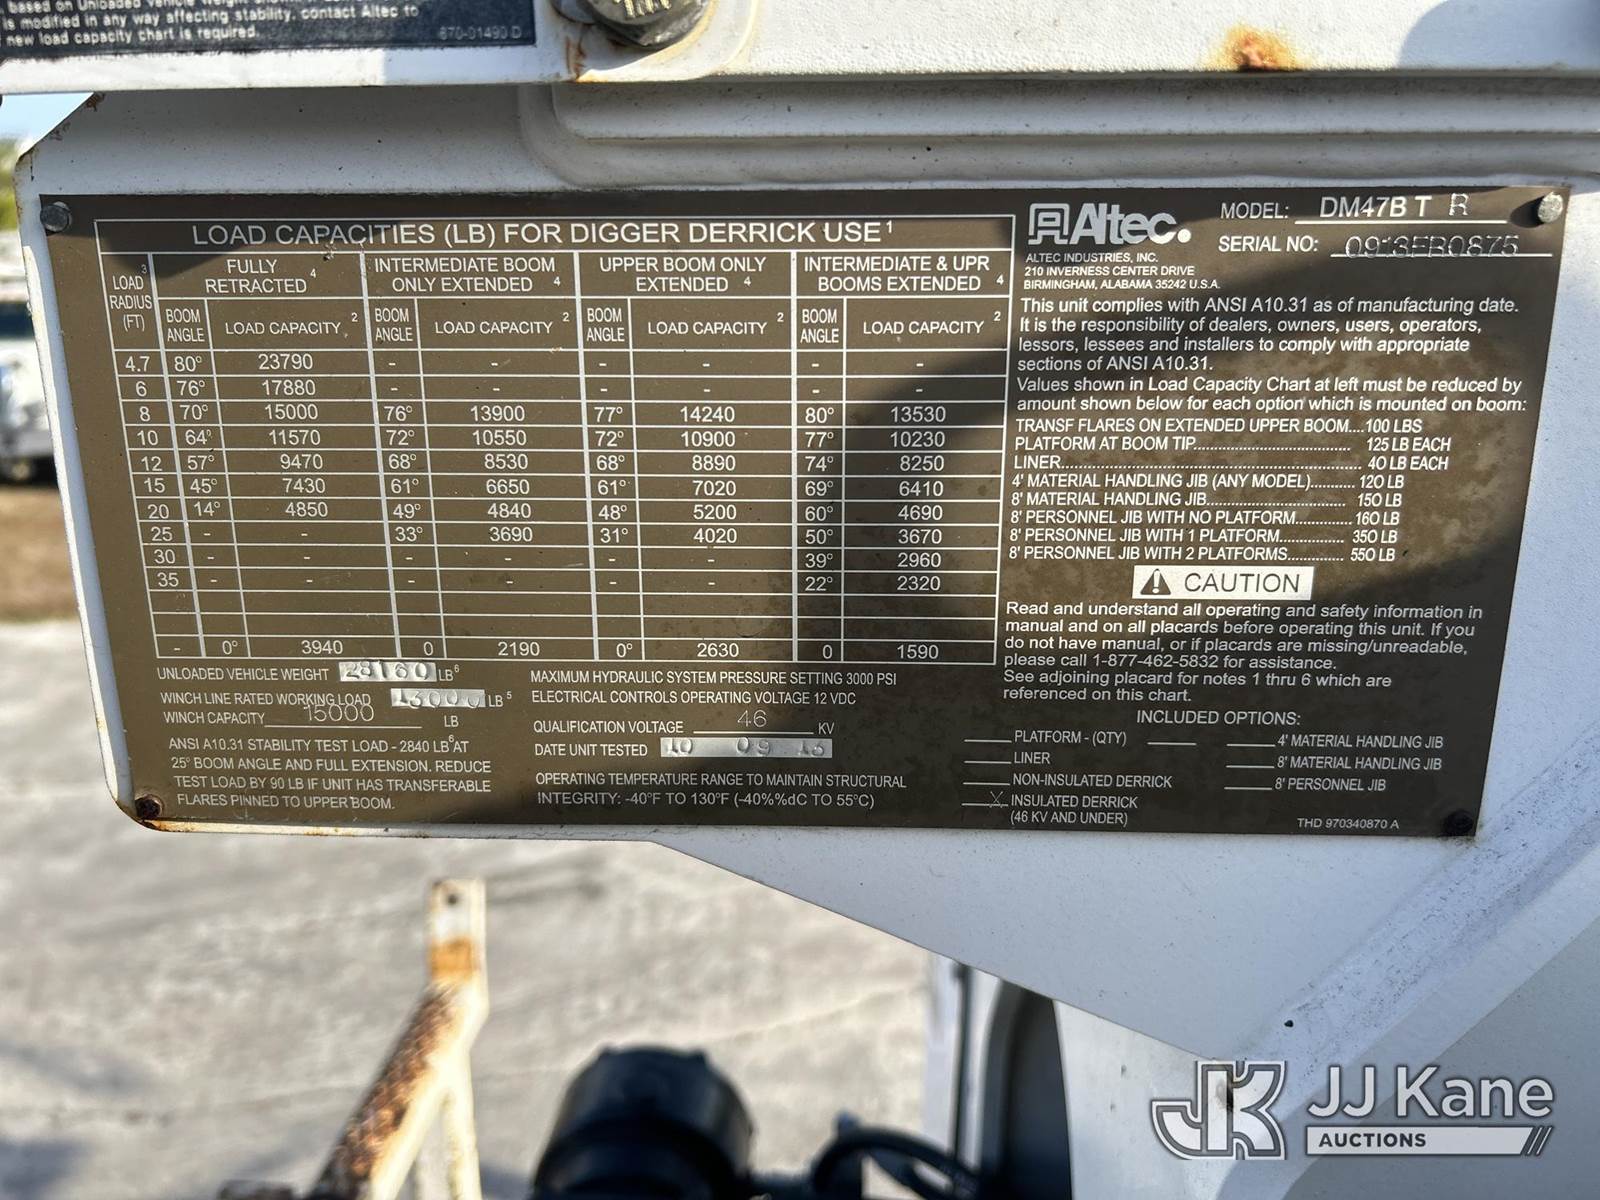 based on Unloaded Vehicle Weight
is modified in any way affecting stability, contact Altec to
new load capacity chart is required.
670-01490 D
LOAD CAPACITIES (LB) FOR DIGGER DERRICK USE 1
LOAD 3 RADIUS (FT) FULLY RETRACTED 4 INTERMEDIATE BOOM ONLY EXTENDED 4 UPPER BOOM ONLY EXTENDED 4 INTERMEDIATE & UPR BOOMS EXTENDED 4
BOOM ANGLE LOAD CAPACITY 2 BOOM ANGLE LOAD CAPACITY 2 BOOM ANGLE LOAD CAPACITY 2 BOOM ANGLE LOAD CAPACITY 2
4.7 80° 23790 - - - - - -
6 76° 17880 - - - - - -
8 70° 15000 76° 13900 77° 14240 80° 13530
10 64° 11570 72° 10550 72° 10900 77° 10230
12 57° 9470 68° 8530 68° 8890 74° 8250
15 45° 7430 61° 6650 61° 7020 69° 6410
20 14° 4850 49° 4840 48° 5200 60° 4690
25 - - 33° 3690 31° 4020 50° 3670
30 - - - - - - 39° 2960
35 - - - - - - 22° 2320
- 0° 3940 0 2190 0° 2630 0 1590
UNLOADED VEHICLE WEIGHT 28160 LB 6
WINCH LINE RATED WORKING LOAD LB 5
WINCH CAPACITY 15000 LB
ANSI A10.31 STABILITY TEST LOAD - 2840 LB 6 AT
25° BOOM ANGLE AND FULL EXTENSION. REDUCE
TEST LOAD BY 90 LB IF UNIT HAS TRANSFERABLE
FLARES PINNED TO UPPER BOOM.
MAXIMUM HYDRAULIC SYSTEM PRESSURE SETTING 3000 PSI
ELECTRICAL CONTROLS OPERATING VOLTAGE 12 VDC
QUALIFICATION VOLTAGE 46 KV
DATE UNIT TESTED 10 09 13
OPERATING TEMPERATURE RANGE TO MAINTAIN STRUCTURAL
INTEGRITY: -40°F TO 130°F (-40%%dC TO 55°C)
Altec.
MODEL: DM47B T R
SERIAL NO: 0913FB0875
ALTEC INDUSTRIES, INC.
210 INVERNESS CENTER DRIVE
BIRMINGHAM, ALABAMA 35242 U.S.A.
This unit complies with ANSI A10.31 as of manufacturing date.
It is the responsibility of dealers, owners, users, operators,
lessors, lessees and installers to comply with appropriate
sections of ANSI A10.31.
Values shown in Load Capacity Chart at left must be reduced by
amount shown below for each option which is mounted on boom:
TRANSF FLARES ON EXTENDED UPPER BOOM....100 LBS
PLATFORM AT BOOM TIP.................................... 125 LB EACH
LINER.................................................................... 40 LB EACH
4' MATERIAL HANDLING JIB (ANY MODEL)........... 120 LB
8' MATERIAL HANDLING JIB................................ 150 LB
8' PERSONNEL JIB WITH NO PLATFORM.............. 160 LB
8' PERSONNEL JIB WITH 1 PLATFORM................ 350 LB
8' PERSONNEL JIB WITH 2 PLATFORMS.............. 550 LB
⚠ CAUTION
Read and understand all operating and safety information in
manual and on all placards before operating this unit. If you
do not have manual, or if placards are missing/unreadable,
please call 1-877-462-5832 for assistance.
See adjoining placard for notes 1 thru 6 which are
referenced on this chart.
INCLUDED OPTIONS:
PLATFORM - (QTY)
LINER
NON-INSULATED DERRICK
X INSULATED DERRICK
(46 KV AND UNDER)
4' MATERIAL HANDLING JIB
8' MATERIAL HANDLING JIB
8' PERSONNEL JIB
THD 970340870 A
JK JJ Kane
AUCTIONS